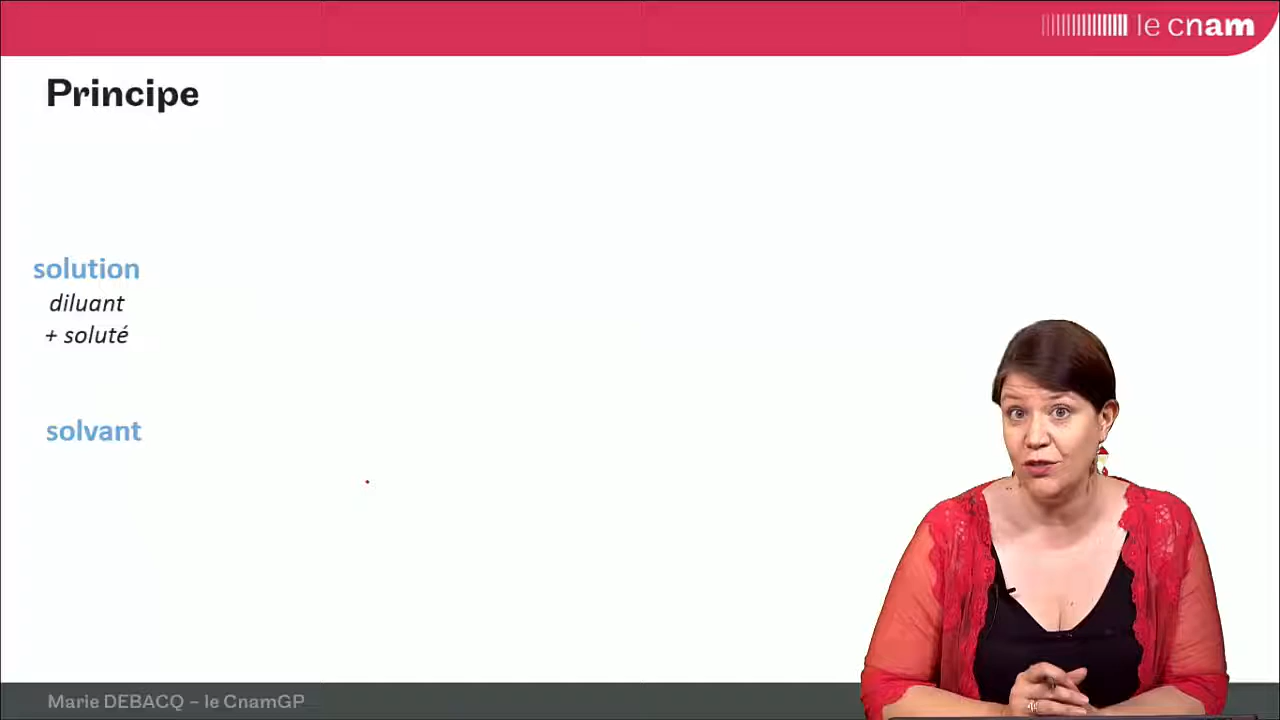 le cnam
Principe
solution
diluant
+ soluté
solvant
Marie DEBACQ – le CnamGP